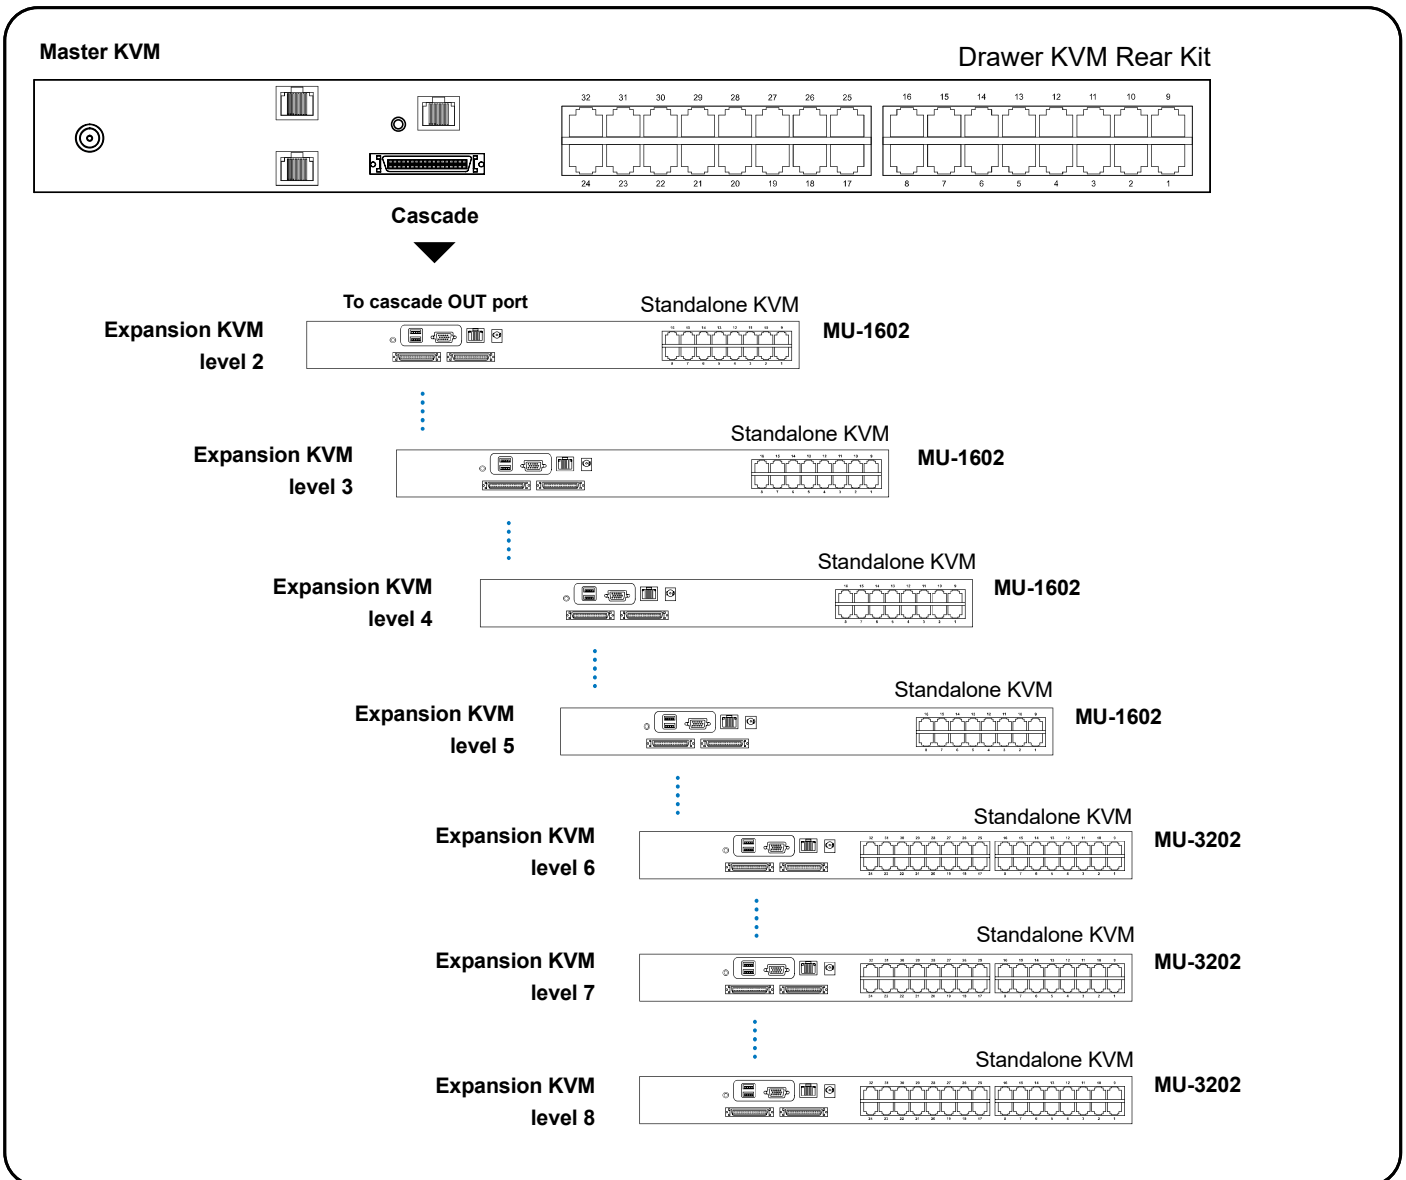 Master KVM
Drawer KVM Rear Kit
32 31 30 29 28 27 26 25 16 15 14 13 12 11 10 9
24 23 22 21 20 19 18 17 8 7 6 5 4 3 2 1
Cascade
To cascade OUT port
Standalone KVM
Expansion KVM
level 2
MU-1602
Standalone KVM
Expansion KVM
level 3
MU-1602
Standalone KVM
Expansion KVM
level 4
MU-1602
Standalone KVM
Expansion KVM
level 5
MU-1602
Standalone KVM
Expansion KVM
level 6
MU-3202
Standalone KVM
Expansion KVM
level 7
MU-3202
Standalone KVM
Expansion KVM
level 8
MU-3202